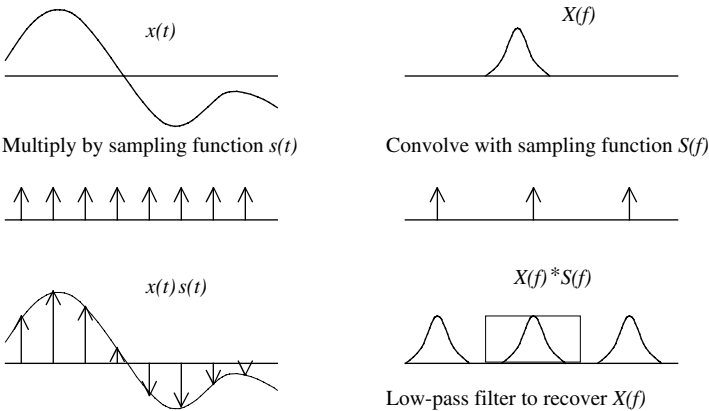 x(t)
X(f)
Multiply by sampling function s(t)
Convolve with sampling function S(f)
x(t) s(t)
X(f)*S(f)
Low-pass filter to recover X(f)